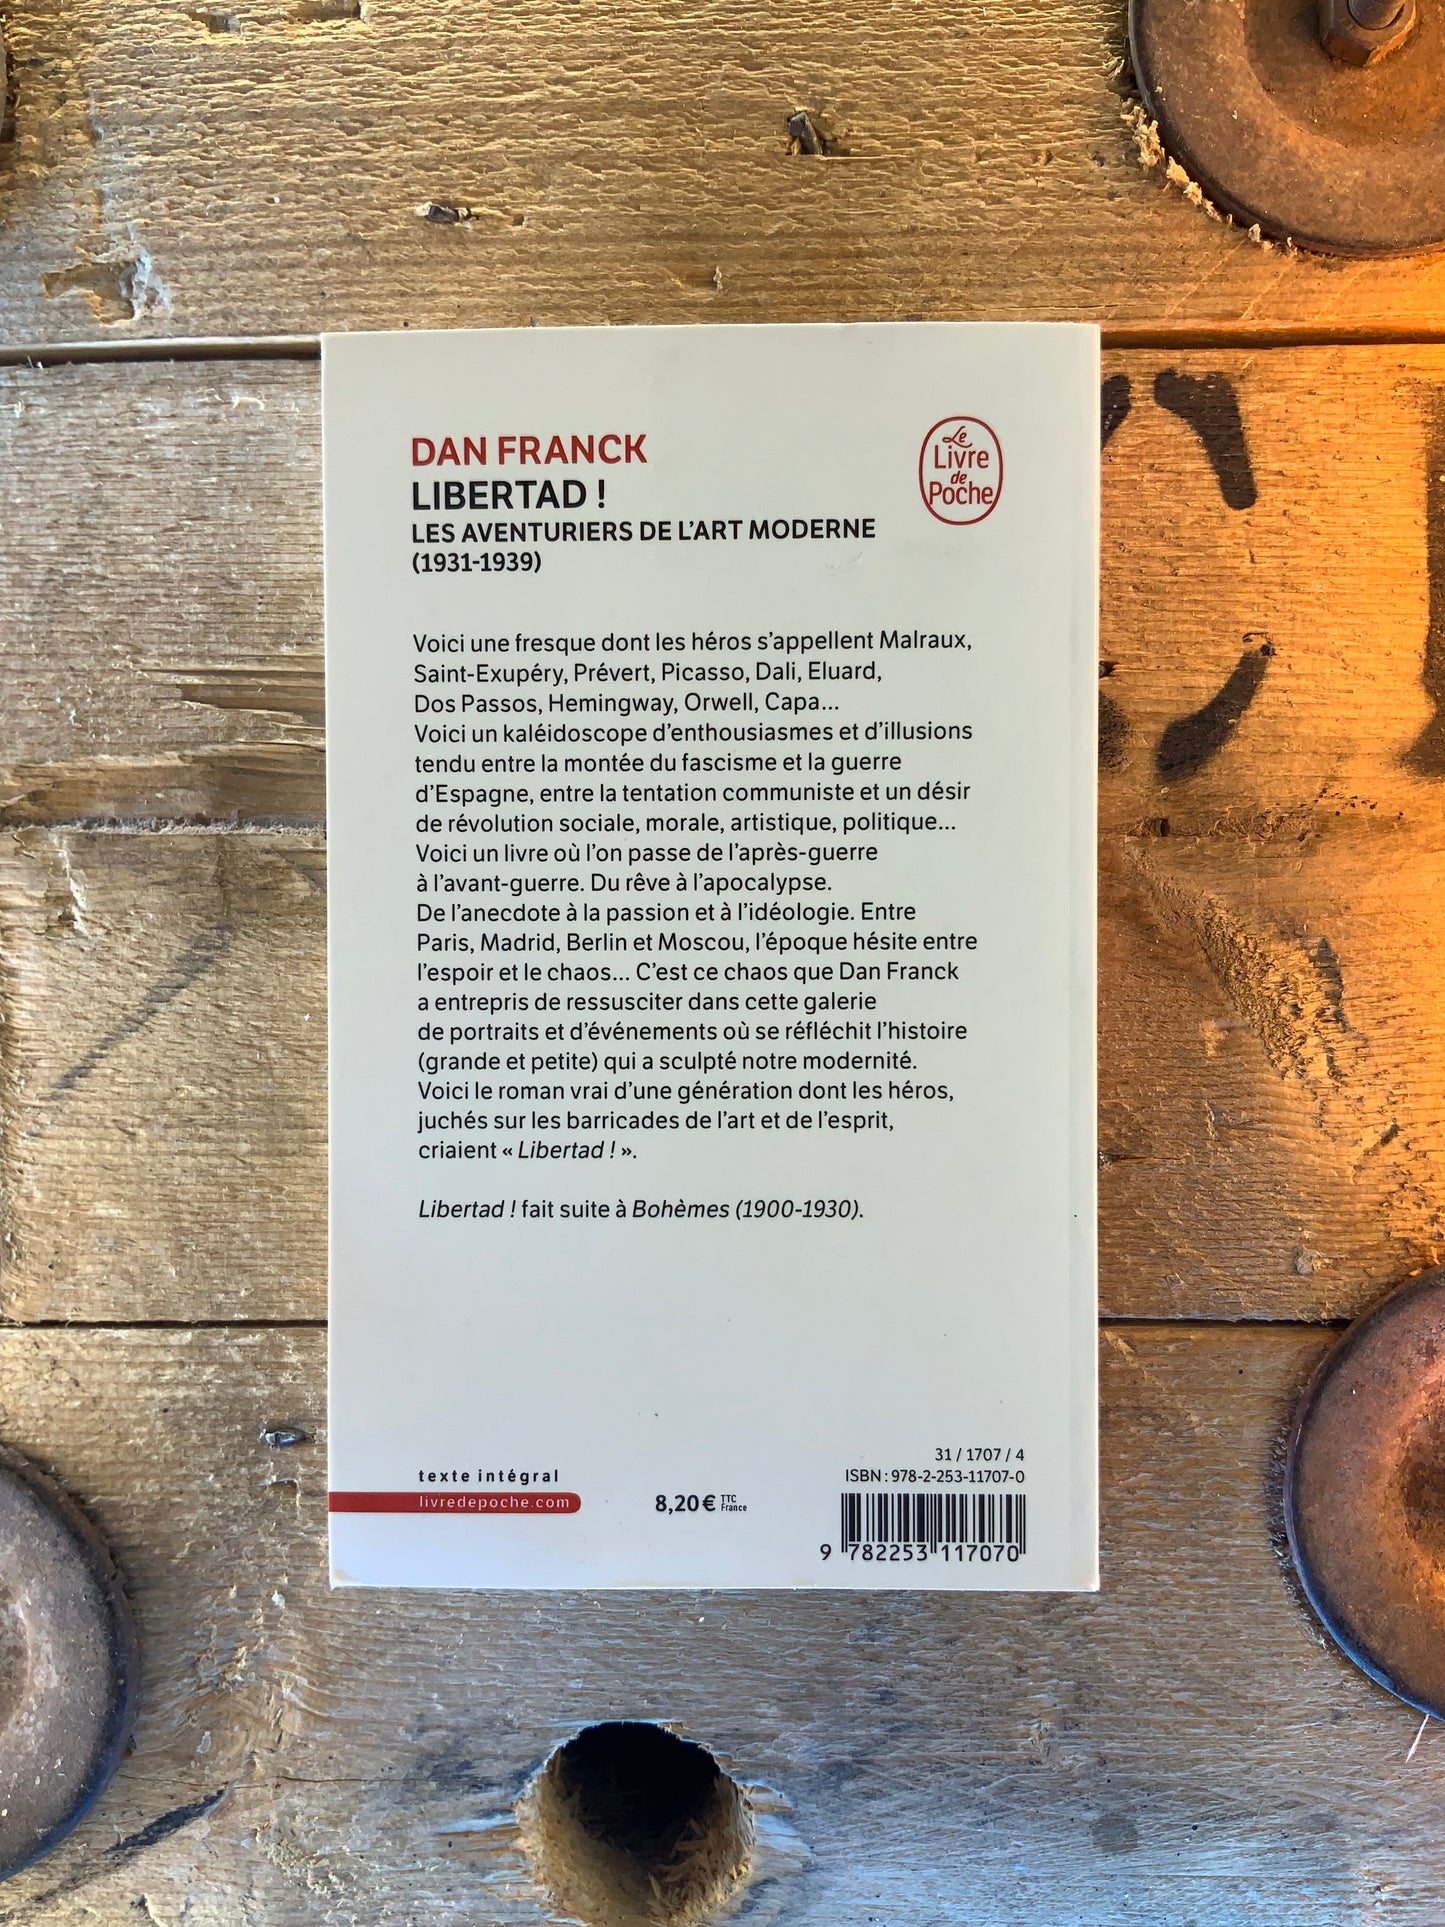 DAN FRANCK
LIBERTAD !
LES AVENTURIERS DE L'ART MODERNE
(1931-1939)
Le
Livre
de
Poche
Voici une fresque dont les héros s'appellent Malraux,
Saint-Exupéry, Prévert, Picasso, Dali, Eluard,
Dos Passos, Hemingway, Orwell, Capa...
Voici un kaléidoscope d'enthousiasmes et d'illusions
tendu entre la montée du fascisme et la guerre
d'Espagne, entre la tentation communiste et un désir
de révolution sociale, morale, artistique, politique...
Voici un livre où l'on passe de l'après-guerre
à l'avant-guerre. Du rêve à l'apocalypse.
De l'anecdote à la passion et à l'idéologie. Entre
Paris, Madrid, Berlin et Moscou, l'époque hésite entre
l'espoir et le chaos... C'est ce chaos que Dan Franck
a entrepris de ressusciter dans cette galerie
de portraits et d'événements où se réfléchit l'histoire
(grande et petite) qui a sculpté notre modernité.
Voici le roman vrai d'une génération dont les héros,
juchés sur les barricades de l'art et de l'esprit,
criaient « Libertad ! ».
Libertad ! fait suite à Bohèmes (1900-1930).
texte intégral
livredepoche.com
8,20 € TTC
France
31 / 1707 / 4
ISBN : 978-2-253-11707-0
9 782253 117070